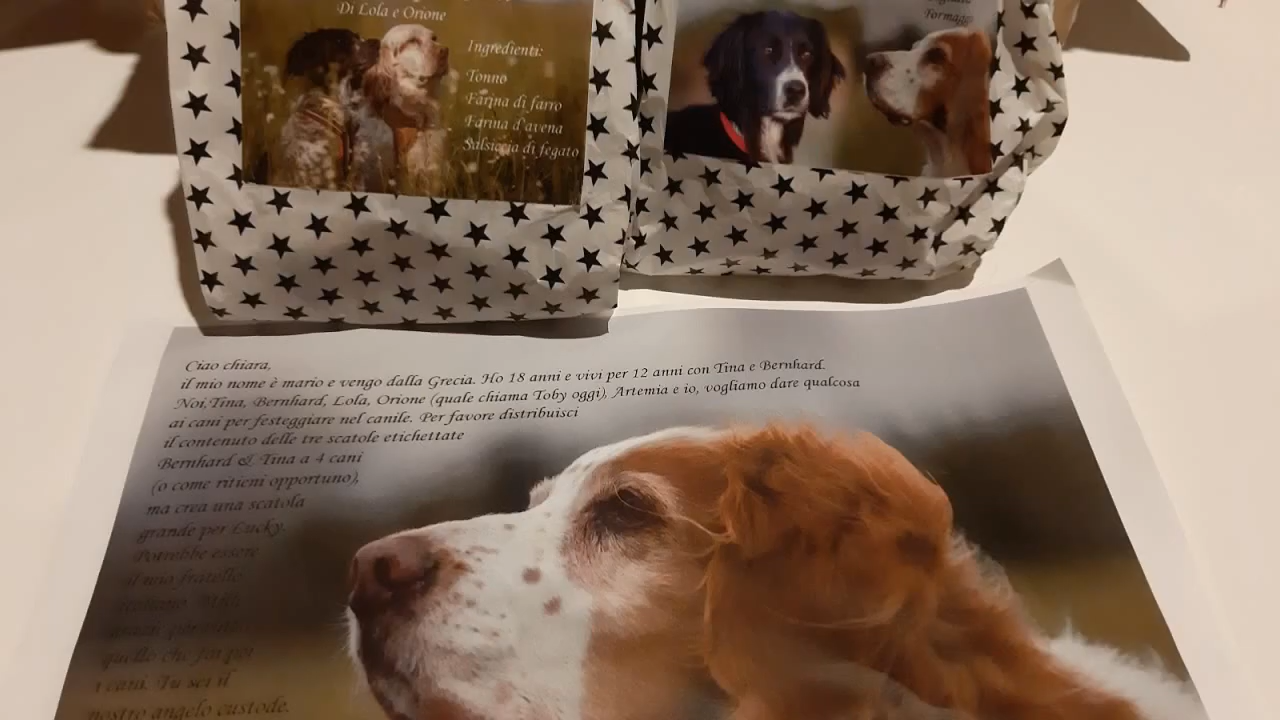 Di Lola e Orione
Ingredienti:
Tonno
Farina di farro
Farina d'avena
Salsiccia di fegato
Formaggi
Ciao chiara,
il mio nome è mario e vengo dalla Grecia. Ho 18 anni e vivi per 12 anni con Tina e Bernhard.
Noi,Tina, Bernhard, Lola, Orione (quale chiama Toby oggi), Artemia e io, vogliamo dare qualcosa
ai cani per festeggiare nel canile. Per favore distribuisci
il contenuto delle tre scatole etichettate
Bernhard & Tina a 4 cani
(o come ritieni opportuno),
ma crea una scatola
grande per Lucky.
Potrebbe essere
il mio fratello
quello che fai per
i cani. Tu sei il
nostro angelo custode.